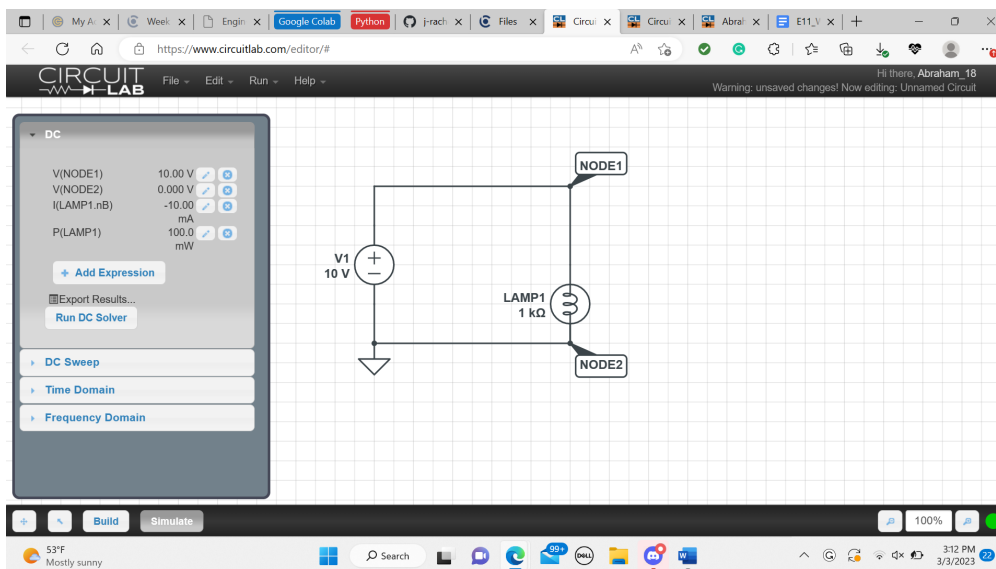 My Ac
Week
Engin
Google Colab
Python
j-rach
Files
Circui
Circui
Abrah
E11_V
https://www.circuitlab.com/editor/#
CIRCUIT
LAB
File
Edit
Run
Help
Hi there, Abraham_18
Warning: unsaved changes! Now editing: Unnamed Circuit
DC
V(NODE1) 10.00 V
V(NODE2) 0.000 V
I(LAMP1.nB) -10.00
mA
P(LAMP1) 100.0
mW
+ Add Expression
Export Results...
Run DC Solver
DC Sweep
Time Domain
Frequency Domain
NODE1
V1
10 V
LAMP1
1 kΩ
NODE2
Build
Simulate
100%
53°F
Mostly sunny
Search
99+
DELL
3:12 PM
3/3/2023
22